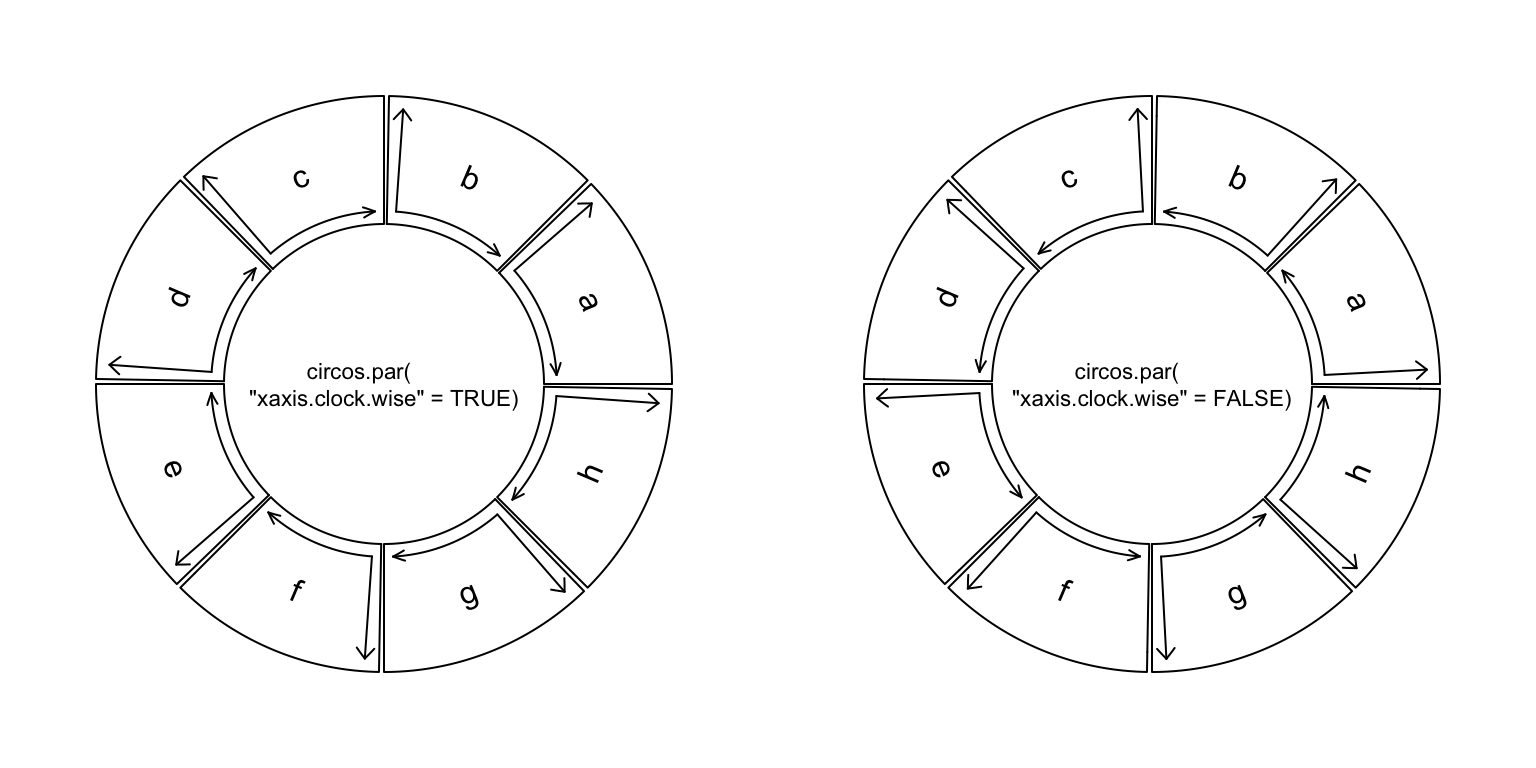 c
b
d
a
circos.par(
"xaxis.clock.wise" = TRUE)
e
h
f
g
c
b
d
a
circos.par(
"xaxis.clock.wise" = FALSE)
e
h
f
g